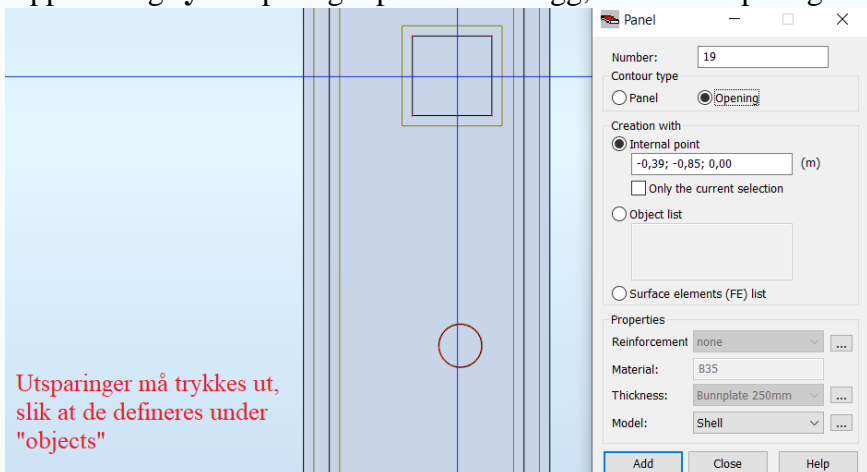 Panel
Number:
19
Contour type
Panel
Opening
Creation with
Internal point
-0,39; -0,85; 0,00
(m)
Only the current selection
Object list
Surface elements (FE) list
Properties
Reinforcement
none
...
Material:
B35
Thickness:
Bunnplate 250mm
...
Model:
Shell
...
Add
Close
Help
Utsparinger må trykkes ut,
slik at de defineres under
"objects"